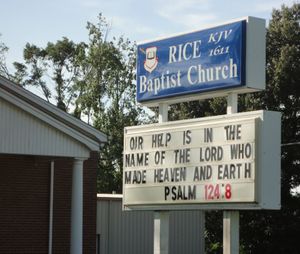 RICE KJV
1611
Baptist Church
OUR HELP IS IN THE
NAME OF THE LORD WHO
MADE HEAVEN AND EARTH
PSALM 124:8